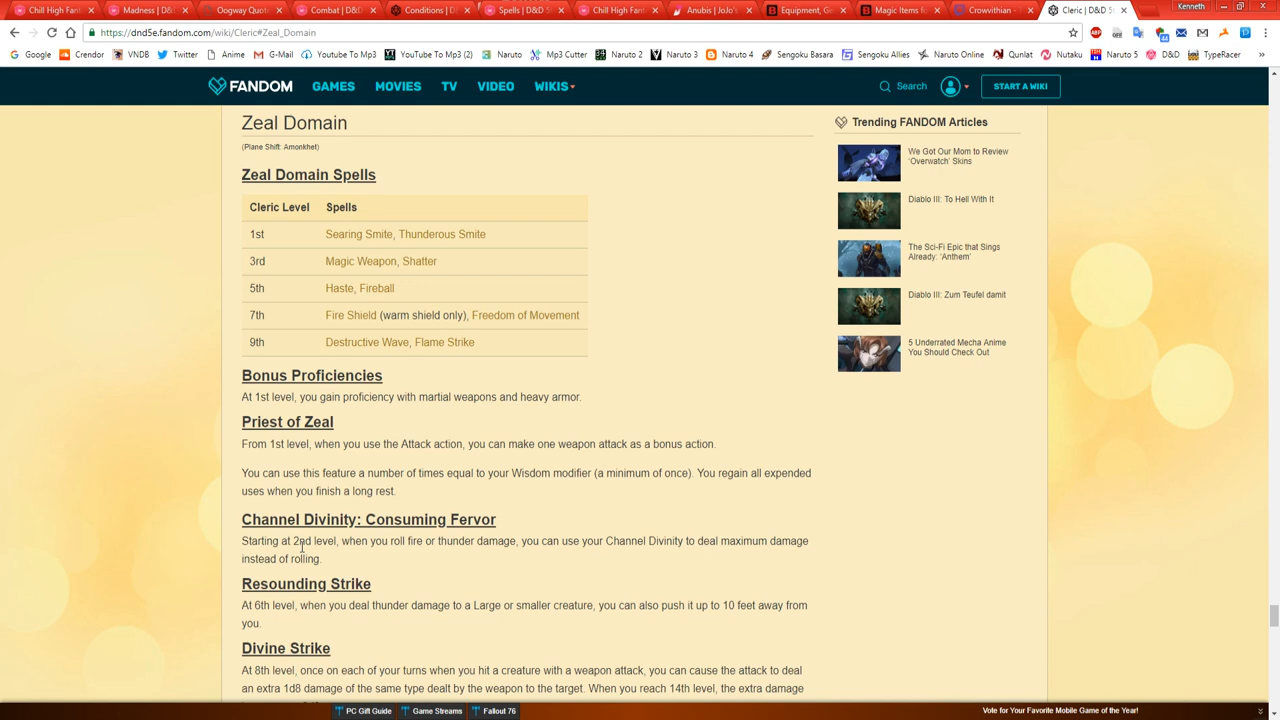 Chill High Fant
Madness | D&
Oogway Quot
Combat | D&D
Conditions | D
Spells | D&D 5
Chill High Fant
Anubis | JoJo's
Equipment, Ge
Magic Items fo
Crowvithian - T
Cleric | D&D 5
Kenneth
https://dnd5e.fandom.com/wiki/Cleric#Zeal_Domain
Google Crendor VNDB Twitter Anime G-Mail YouTube To Mp3 YouTube To Mp3 (2) Naruto Mp3 Cutter Naruto 2 Naruto 3 Naruto 4 Sengoku Basara Sengoku Allies Naruto Online Qunlat Nutaku Naruto 5 D&D TypeRacer
FANDOM GAMES MOVIES TV VIDEO WIKIS Search START A WIKI
Zeal Domain
(Plane Shift: Amonkhet)
Zeal Domain Spells
Cleric Level Spells
1st Searing Smite, Thunderous Smite
3rd Magic Weapon, Shatter
5th Haste, Fireball
7th Fire Shield (warm shield only), Freedom of Movement
9th Destructive Wave, Flame Strike
Bonus Proficiencies
At 1st level, you gain proficiency with martial weapons and heavy armor.
Priest of Zeal
From 1st level, when you use the Attack action, you can make one weapon attack as a bonus action.
You can use this feature a number of times equal to your Wisdom modifier (a minimum of once). You regain all expended
uses when you finish a long rest.
Channel Divinity: Consuming Fervor
Starting at 2nd level, when you roll fire or thunder damage, you can use your Channel Divinity to deal maximum damage
instead of rolling.
Resounding Strike
At 6th level, when you deal thunder damage to a Large or smaller creature, you can also push it up to 10 feet away from
you.
Divine Strike
At 8th level, once on each of your turns when you hit a creature with a weapon attack, you can cause the attack to deal
an extra 1d8 damage of the same type dealt by the weapon to the target. When you reach 14th level, the extra damage
Trending FANDOM Articles
We Got Our Mom to Review
'Overwatch' Skins
Diablo III: To Hell With It
The Sci-Fi Epic that Sings
Already: 'Anthem'
Diablo III: Zum Teufel damit
5 Underrated Mecha Anime
You Should Check Out
PC Gift Guide Game Streams Fallout 76 Vote for Your Favorite Mobile Game of the Year!